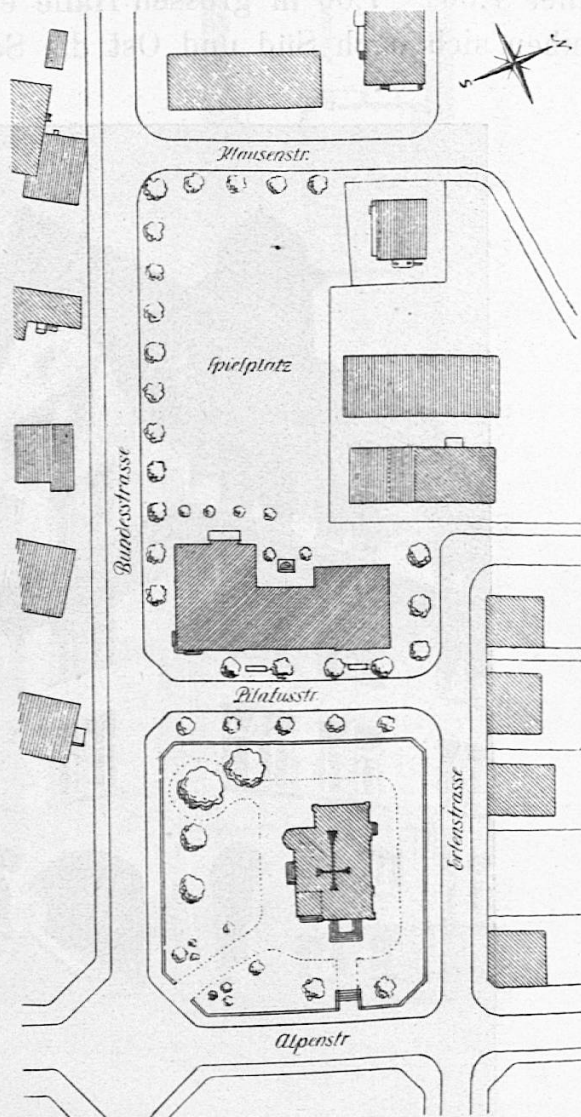 S N
Klausenstr.
Spielplatz
Bundesstrasse
Pilatusstr.
Erlenstrasse
Alpenstr